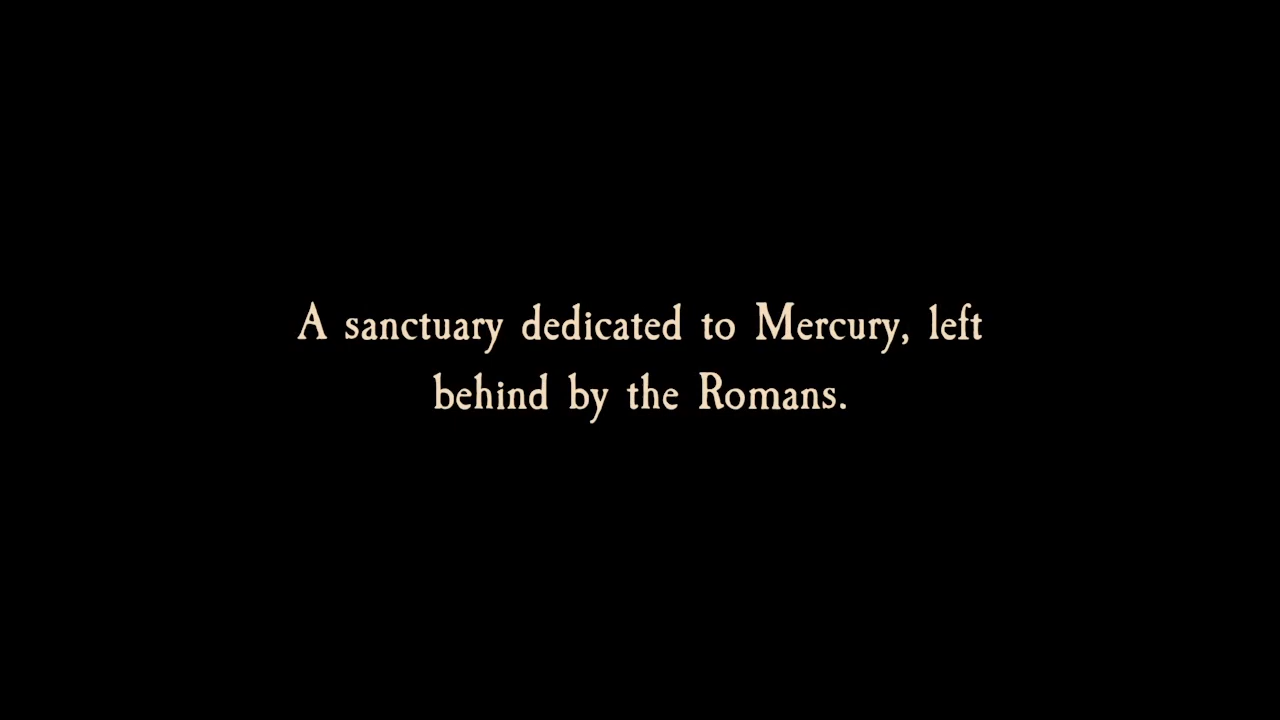 A sanctuary dedicated to Mercury, left
behind by the Romans.